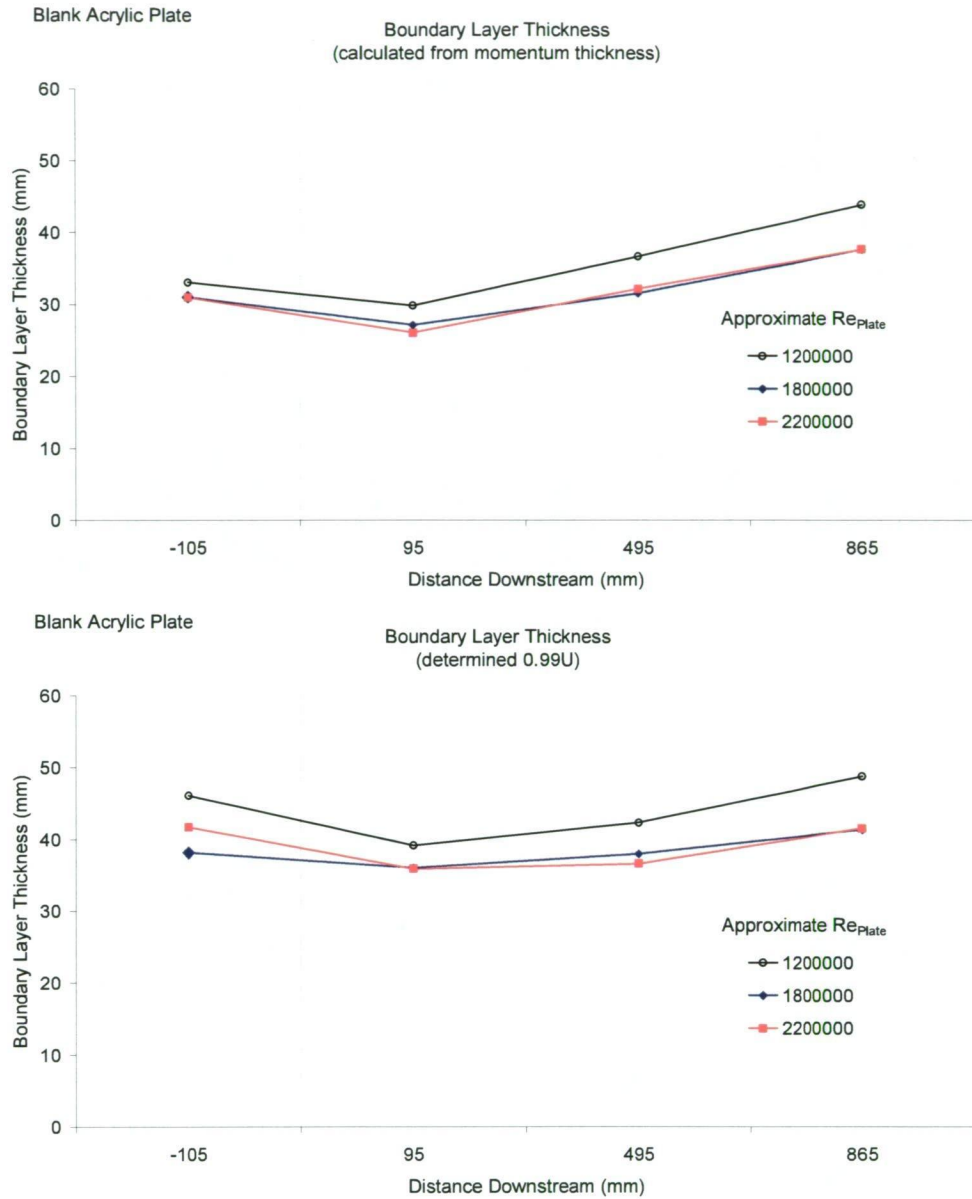 Blank Acrylic Plate
Boundary Layer Thickness
(calculated from momentum thickness)
60
50
40
30
20
10
0
Boundary Layer Thickness (mm)
-105 95 495 865
Distance Downstream (mm)
Approximate RePlate
1200000
1800000
2200000
Blank Acrylic Plate
Boundary Layer Thickness
(determined 0.99U)
60
50
40
30
20
10
0
Boundary Layer Thickness (mm)
-105 95 495 865
Distance Downstream (mm)
Approximate RePlate
1200000
1800000
2200000